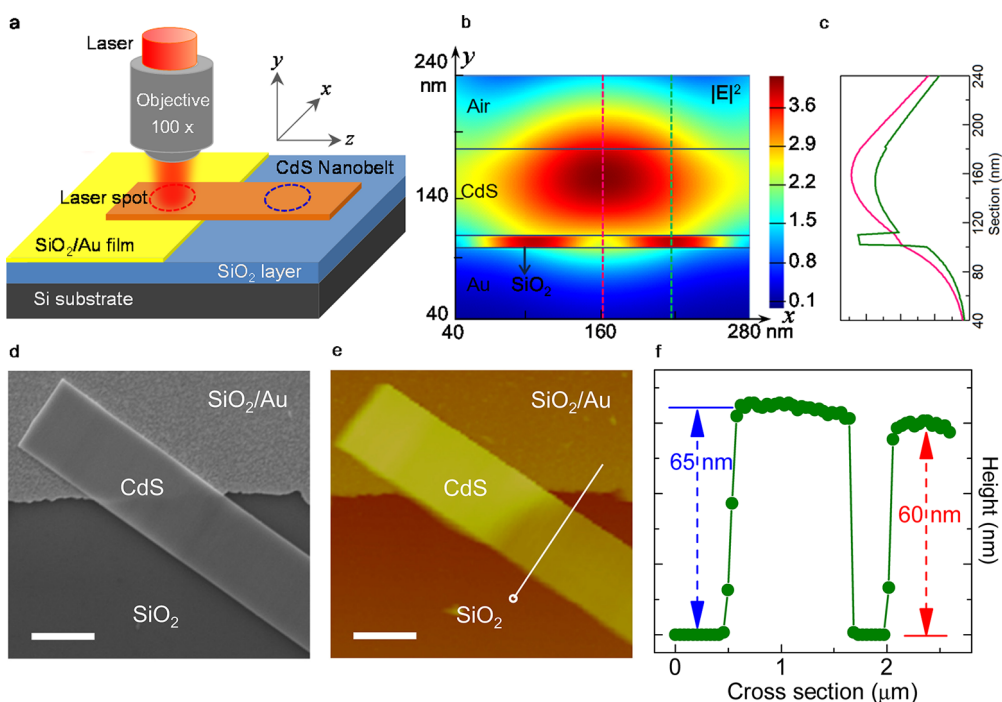 a
Laser
Objective
100 x
y
x
z
CdS Nanobelt
Laser spot
SiO₂/Au film
SiO₂ layer
Si substrate
b
y
240
nm
140
40
Air
CdS
Au
SiO₂
|E|²
40
160
280
nm
x
3.6
2.9
2.2
1.5
0.8
0.1
c
240
200
160
120
80
40
Section (nm)
d
SiO₂/Au
CdS
SiO₂
e
SiO₂/Au
CdS
SiO₂
f
65 nm
60 nm
Height (nm)
0
1
2
Cross section (μm)